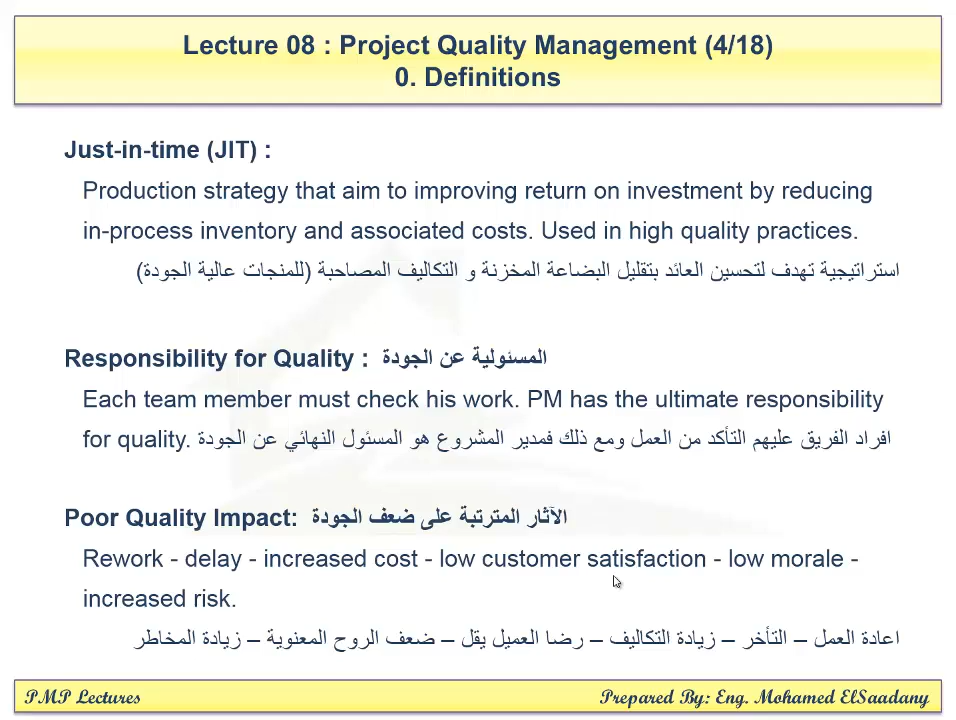 Lecture 08 : Project Quality Management (4/18)
0. Definitions
Just-in-time (JIT) :
Production strategy that aim to improving return on investment by reducing
in-process inventory and associated costs. Used in high quality practices.
استراتيجية تهدف لتحسين العائد بتقليل البضاعة المخزنة و التكاليف المصاحبة (للمنجات عالية الجودة)
Responsibility for Quality : المسئولية عن الجودة
Each team member must check his work. PM has the ultimate responsibility
for quality. افراد الفريق عليهم التأكد من العمل ومع ذلك فمدير المشروع هو المسئول النهائي عن الجودة
Poor Quality Impact: الآثار المترتبة على ضعف الجودة
Rework - delay - increased cost - low customer satisfaction - low morale -
increased risk.
اعادة العمل – التأخر – زيادة التكاليف – رضا العميل يقل – ضعف الروح المعنوية – زيادة المخاطر
PMP Lectures
Prepared By: Eng. Mohamed ElSaadany